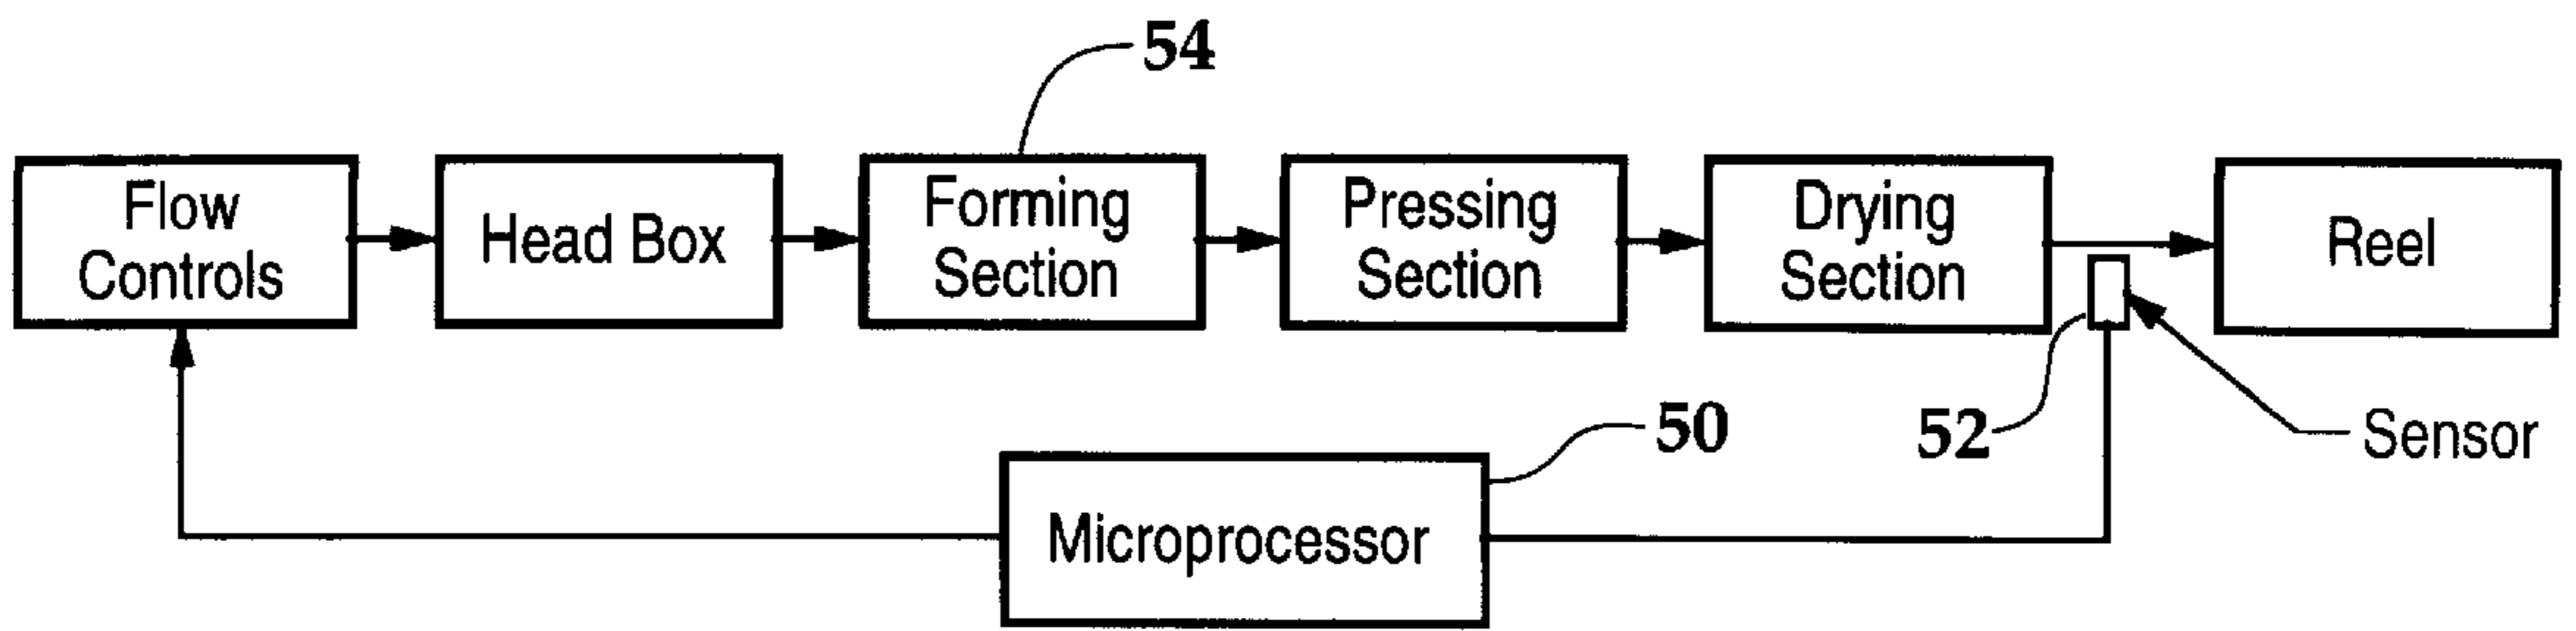 54
Flow
Controls
Head Box
Forming
Section
Pressing
Section
Drying
Section
Reel
50
52
Sensor
Microprocessor